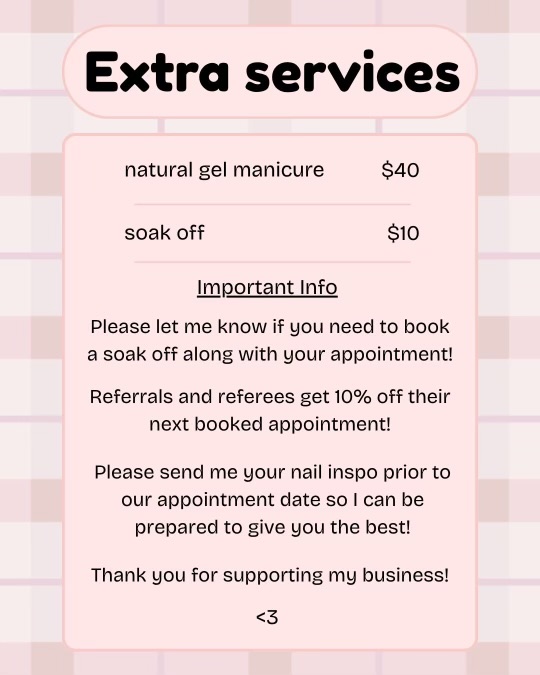 Extra services
natural gel manicure $40
soak off $10
Important Info
Please let me know if you need to book
a soak off along with your appointment!
Referrals and referees get 10% off their
next booked appointment!
Please send me your nail inspo prior to
our appointment date so I can be
prepared to give you the best!
Thank you for supporting my business!
<3